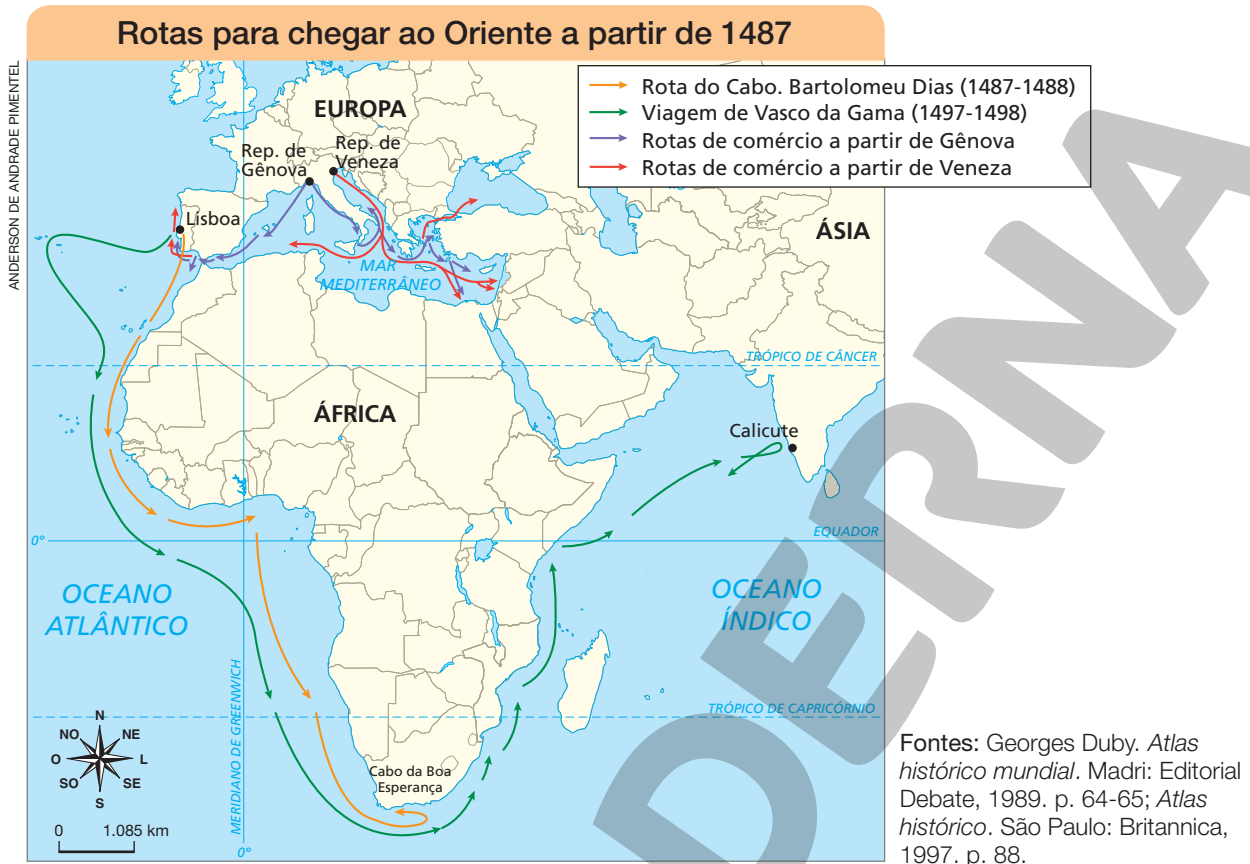 Rotas para chegar ao Oriente a partir de 1487
ANDERSON DE ANDRADE PIMENTEL
Rota do Cabo. Bartolomeu Dias (1487-1488)
Viagem de Vasco da Gama (1497-1498)
Rotas de comércio a partir de Gênova
Rotas de comércio a partir de Veneza
EUROPA
Rep. de
Gênova
Rep. de
Veneza
Lisboa
ÁSIA
MAR
MEDITERRÂNEO
TRÓPICO DE CÂNCER
ÁFRICA
Calicute
EQUADOR
0º
OCEANO
ATLÂNTICO
OCEANO
ÍNDICO
MERIDIANO DE GREENWICH
TRÓPICO DE CAPRICÓRNIO
Cabo da Boa
Esperança
N
NO
NE
O
L
SO
SE
S
0 1.085 km
0º
Fontes: Georges Duby. Atlas
histórico mundial. Madri: Editorial
Debate, 1989. p. 64-65; Atlas
histórico. São Paulo: Britannica,
1997. p. 88.
DERNA